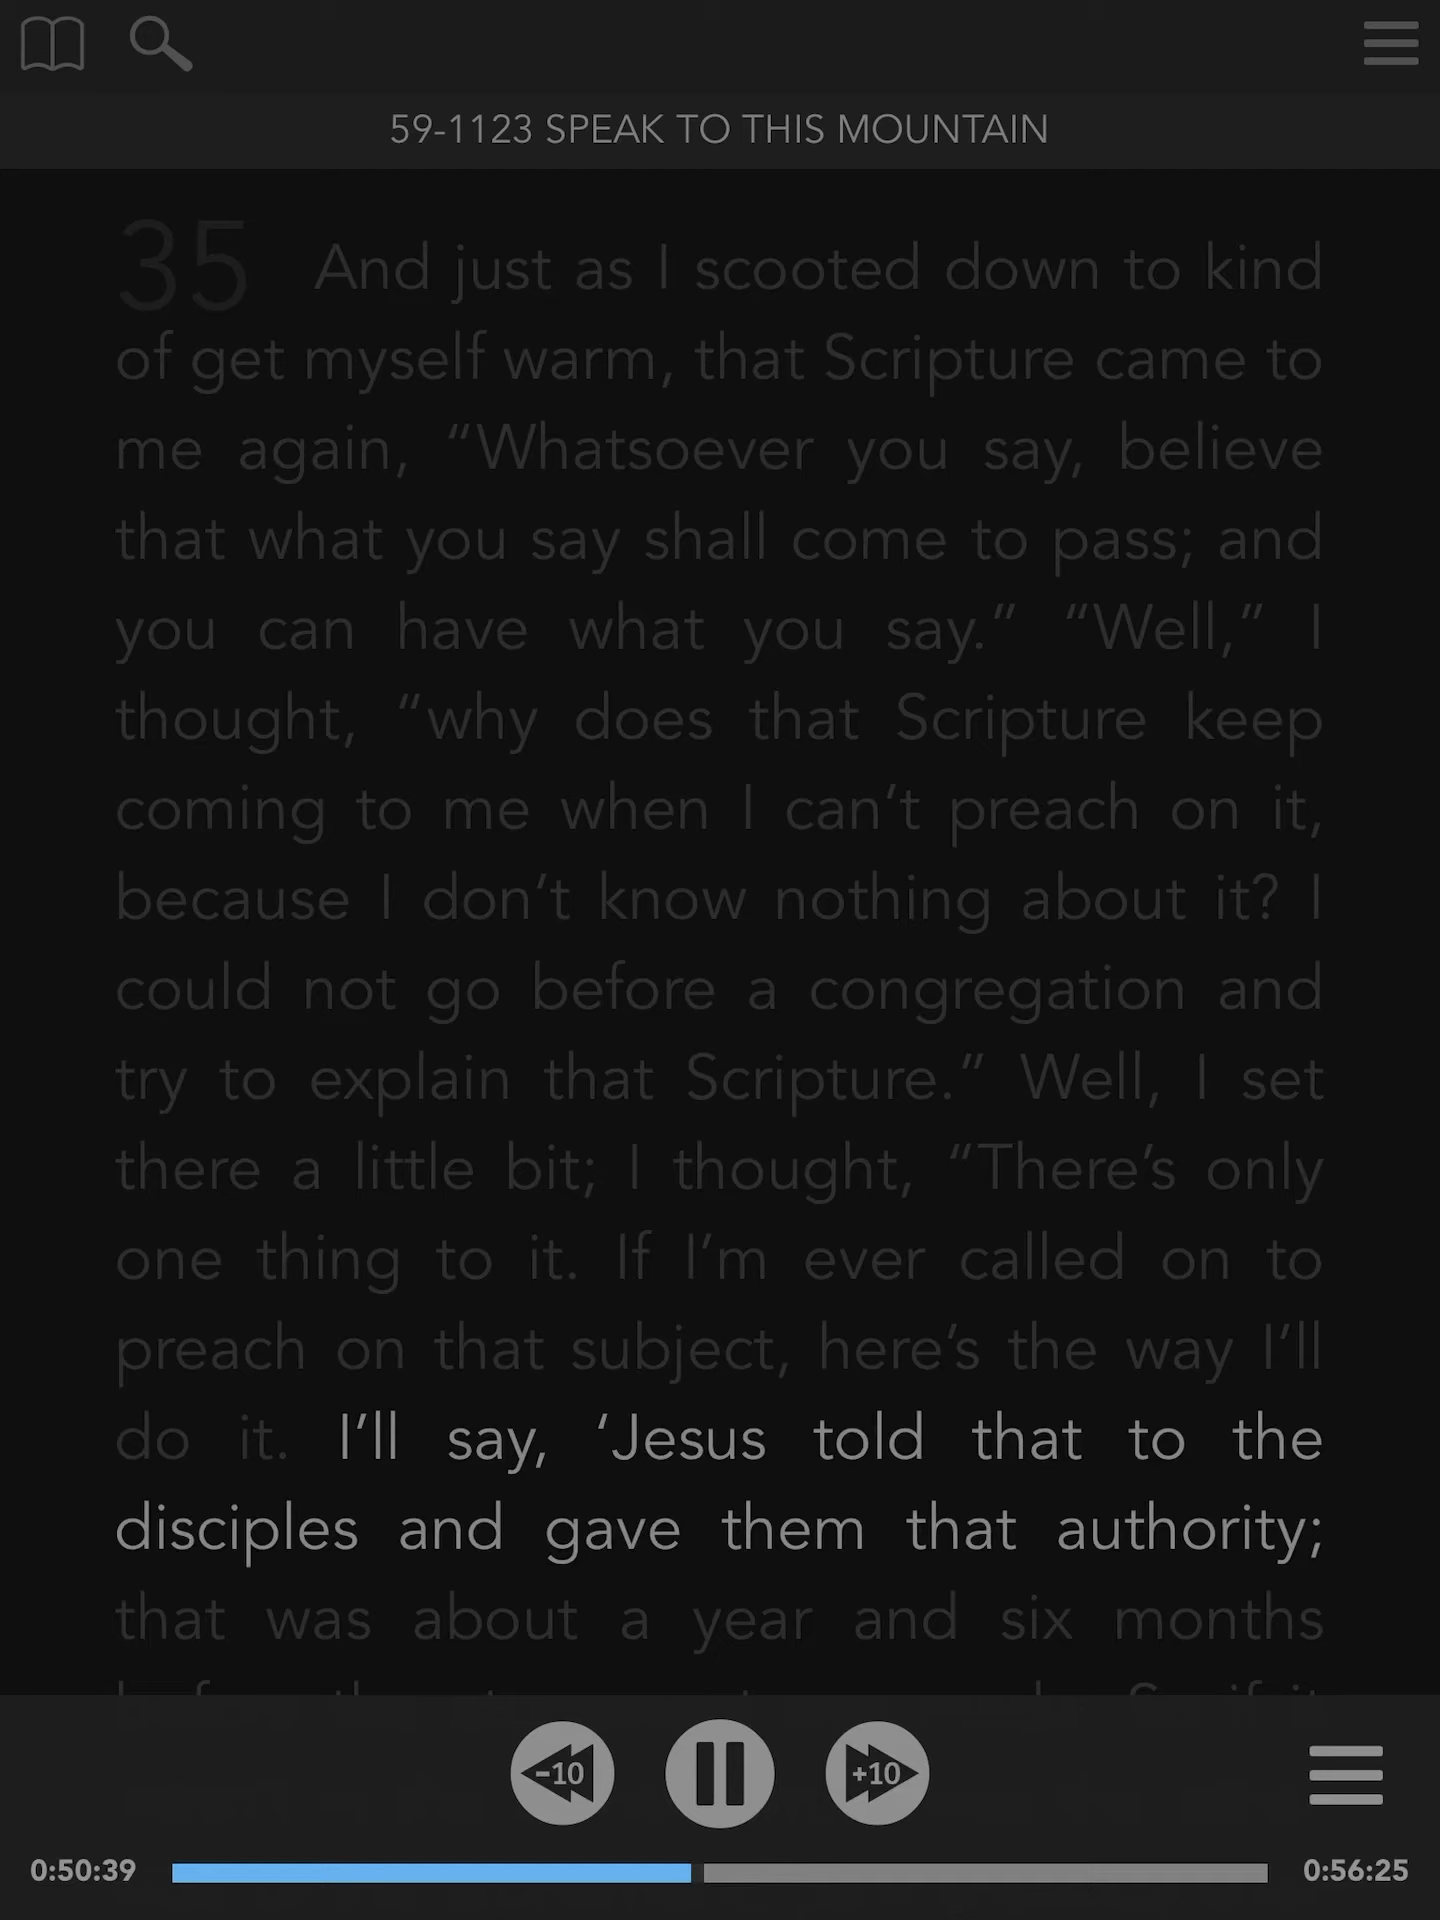 59-1123 SPEAK TO THIS MOUNTAIN
35 And just as I scooted down to kind
of get myself warm, that Scripture came to
me again, “Whatsoever you say, believe
that what you say shall come to pass; and
you can have what you say.” “Well,” I
thought, “why does that Scripture keep
coming to me when I can’t preach on it,
because I don’t know nothing about it? I
could not go before a congregation and
try to explain that Scripture.” Well, I set
there a little bit; I thought, “There’s only
one thing to it. If I’m ever called on to
preach on that subject, here’s the way I’ll
do it. I’ll say, ‘Jesus told that to the
disciples and gave them that authority;
that was about a year and six months
-10 +10
0:50:39 0:56:25